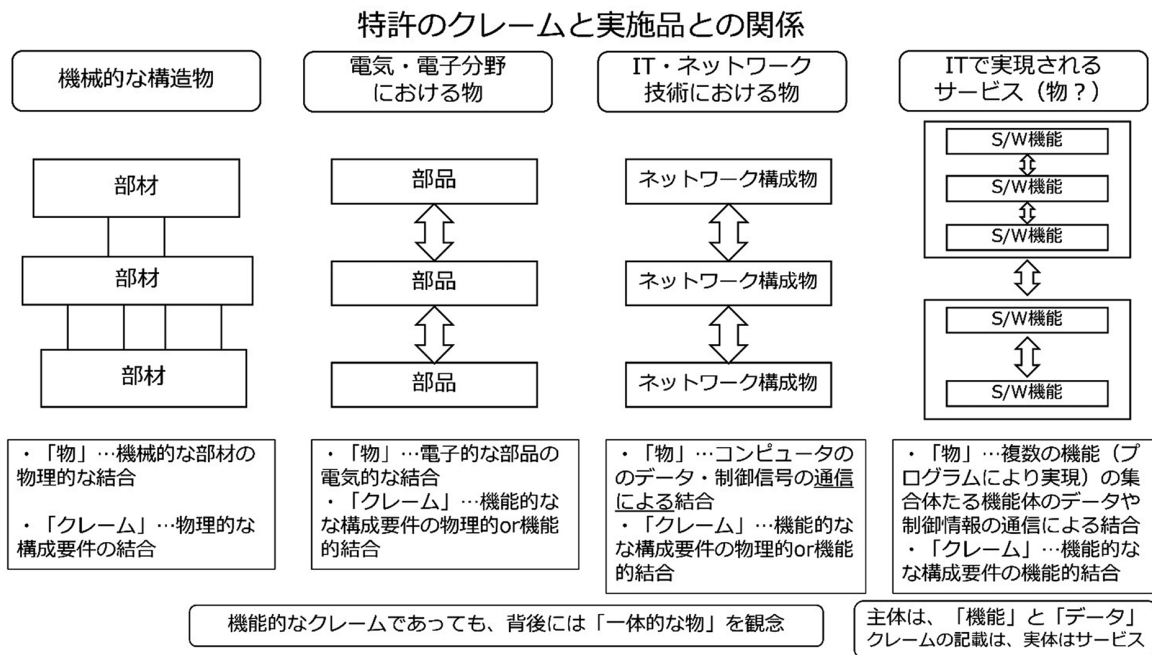 特許のクレームと実施品との関係
機械的な構造物
電気・電子分野
における物
IT・ネットワーク
技術における物
ITで実現される
サービス（物？）
部材
部材
部材
部品
部品
部品
ネットワーク構成物
ネットワーク構成物
ネットワーク構成物
S/W機能
S/W機能
S/W機能
S/W機能
S/W機能
・「物」…機械的な部材の
物理的な結合
・「クレーム」…物理的な
構成要件の結合
・「物」…電子的な部品の
電気的な結合
・「クレーム」…機能的な
な構成要件の物理的or機能
的結合
・「物」…コンピュータの
のデータ・制御信号の通信
による結合
・「クレーム」…機能的な
な構成要件の物理的or機能
的結合
・「物」…複数の機能（プ
ログラムにより実現）の集
合体たる機能体のデータや
制御情報の通信による結合
・「クレーム」…機能的な
な構成要件の機能的結合
機能的なクレームであっても、背後には「一体的な物」を観念
主体は、「機能」と「データ」
クレームの記載は、実体はサービス